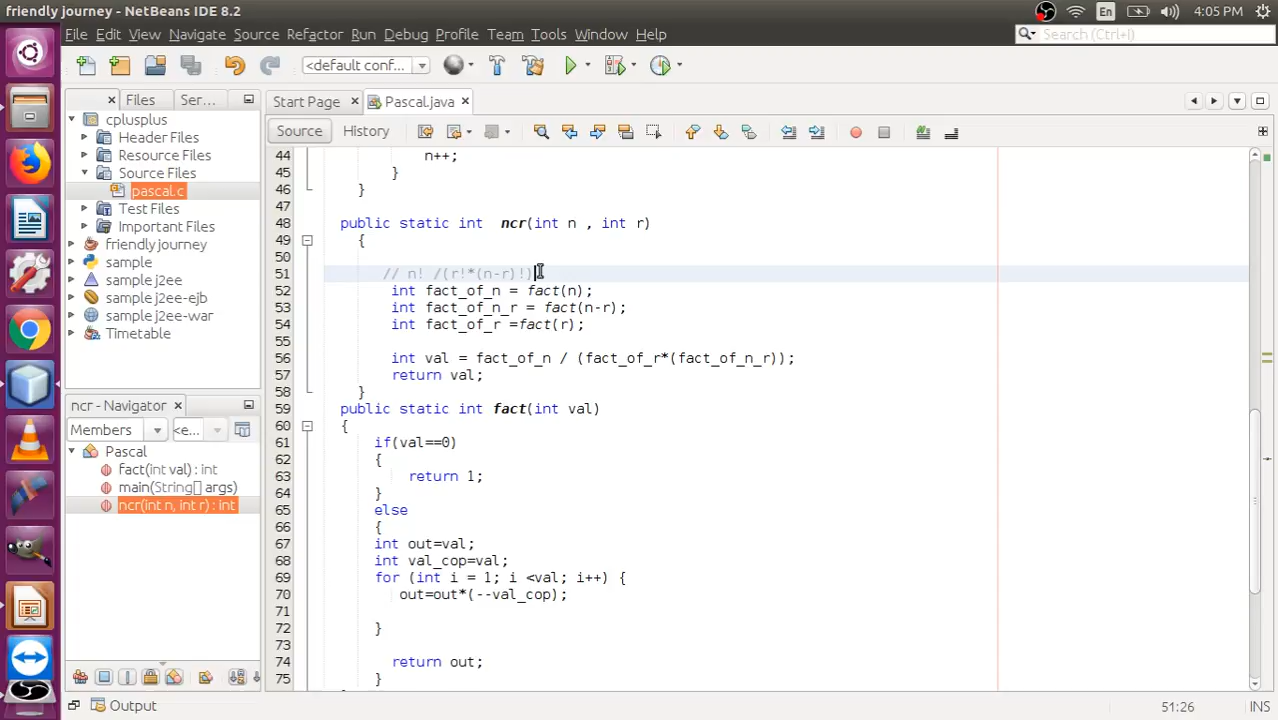 friendly journey - NetBeans IDE 8.2
En
4:05 PM
File Edit View Navigate Source Refactor Run Debug Profile Team Tools Window Help
Search (Ctrl+I)
<default conf...
Files
Ser...
Start Page
Pascal.java
cplusplus
Header Files
Resource Files
Source Files
pascal.c
Test Files
Important Files
friendly journey
sample
sample j2ee
sample j2ee-ejb
sample j2ee-war
Timetable
Source
History
44 n++;
45 }
46 }
47
48 public static int ncr(int n , int r)
49 {
50
51 // n! /(r!*(n-r)!)
52 int fact_of_n = fact(n);
53 int fact_of_n_r = fact(n-r);
54 int fact_of_r =fact(r);
55
56 int val = fact_of_n / (fact_of_r*(fact_of_n_r));
57 return val;
58 }
59 public static int fact(int val)
60 {
61 if(val==0)
62 {
63 return 1;
64 }
65 else
66 {
67 int out=val;
68 int val_cop=val;
69 for (int i = 1; i <val; i++) {
70 out=out*(--val_cop);
71
72 }
73
74 return out;
75 }
ncr - Navigator
Members
<e...
Pascal
fact(int val) : int
main(String[] args)
ncr(int n, int r) : int
Output
51:26
INS